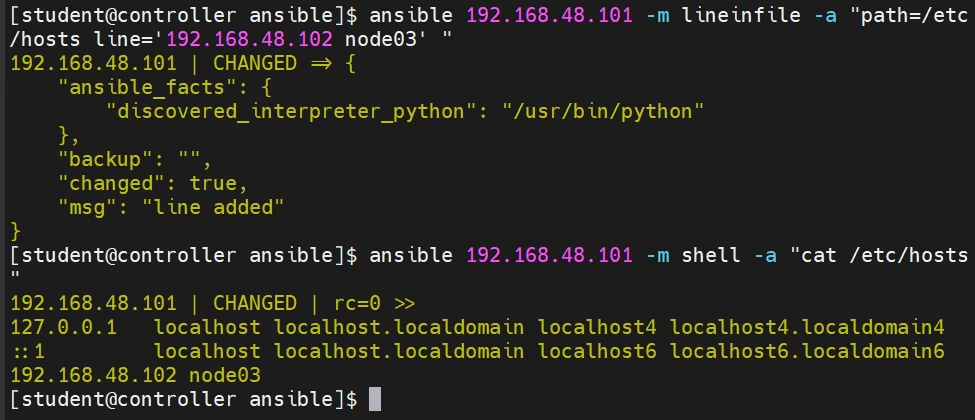 [student@controller ansible]$ ansible 192.168.48.101 -m lineinfile -a "path=/etc
/hosts line='192.168.48.102 node03' "
192.168.48.101 | CHANGED => {
    "ansible_facts": {
        "discovered_interpreter_python": "/usr/bin/python"
    },
    "backup": "",
    "changed": true,
    "msg": "line added"
}
[student@controller ansible]$ ansible 192.168.48.101 -m shell -a "cat /etc/hosts
"
192.168.48.101 | CHANGED | rc=0 >>
127.0.0.1   localhost localhost.localdomain localhost4 localhost4.localdomain4
::1         localhost localhost.localdomain localhost6 localhost6.localdomain6
192.168.48.102 node03
[student@controller ansible]$